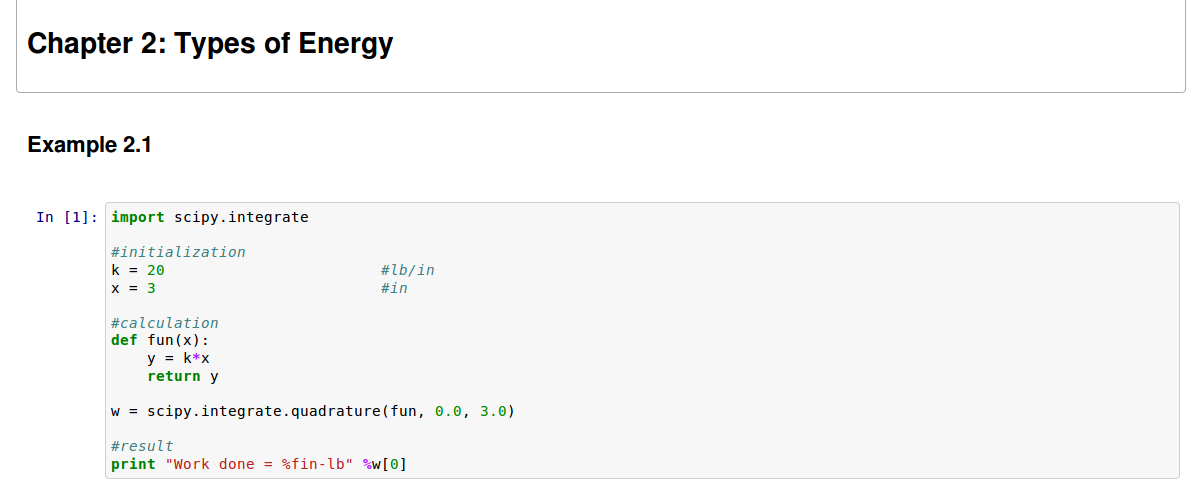 Chapter 2: Types of Energy
Example 2.1
In [1]: import scipy.integrate
#initialization
k = 20                        #lb/in
x = 3                         #in
#calculation
def fun(x):
    y = k*x
    return y
w = scipy.integrate.quadrature(fun, 0.0, 3.0)
#result
print "Work done = %fin-lb" %w[0]